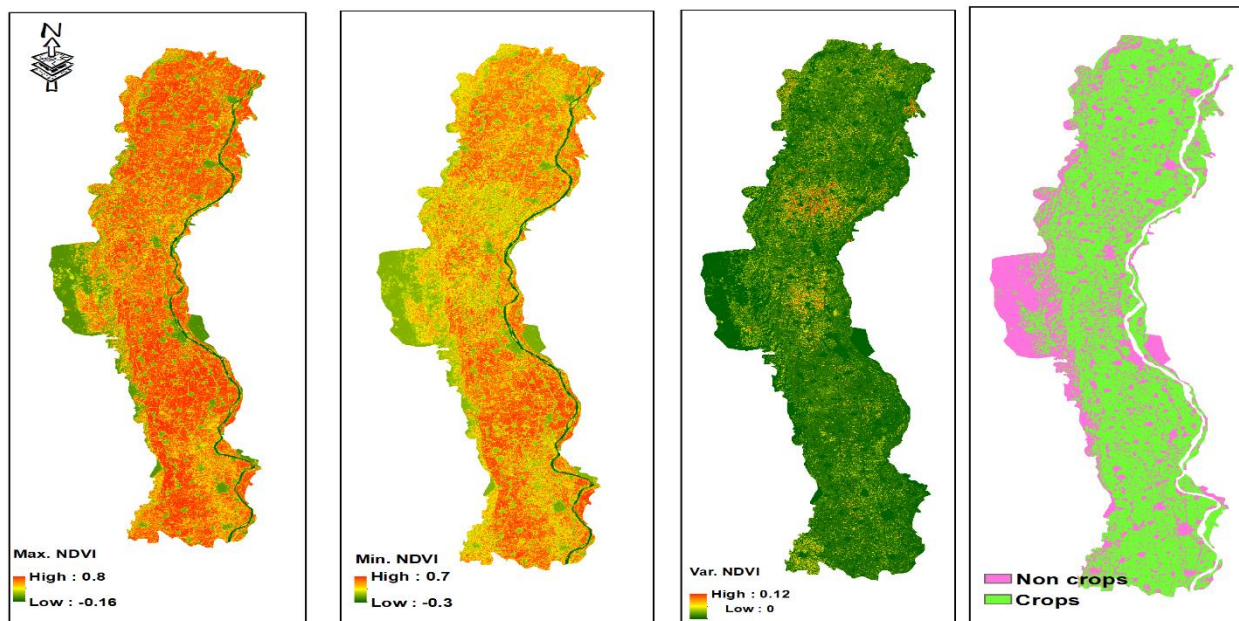 N
Max. NDVI
High : 0.8
Low : -0.16
Min. NDVI
High : 0.7
Low : -0.3
Var. NDVI
High : 0.12
Low : 0
Non crops
Crops